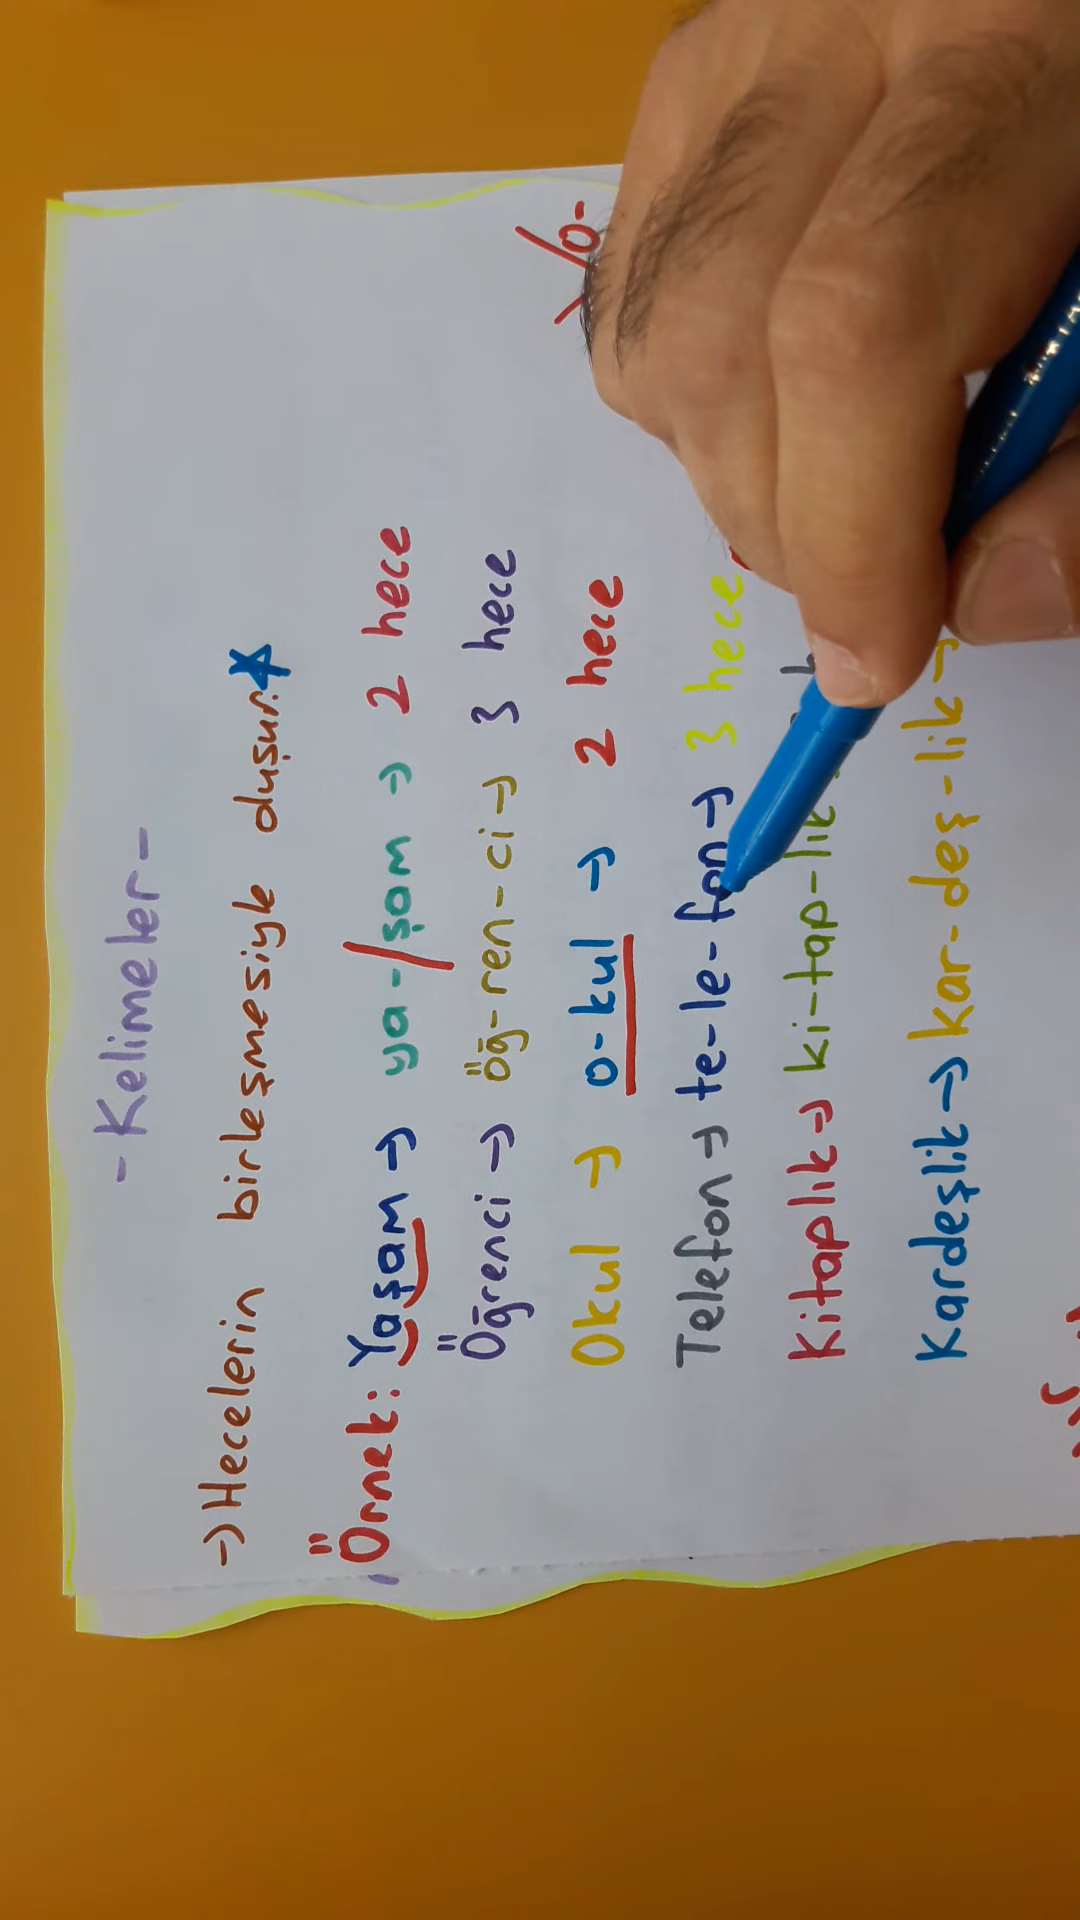 -Kelimeler-
→ Hecelerin birleşmesiyle duşur.
Örnek: Yaşam → ya-şam → 2 hece
Öğrenci → öğ-ren-ci → 3 hece
Okul → o-kul → 2 hece
Telefon → te-le-fon → 3 hece
Kitaplık → ki-tap-lık
Kardeşlik → kar-deş-lik →